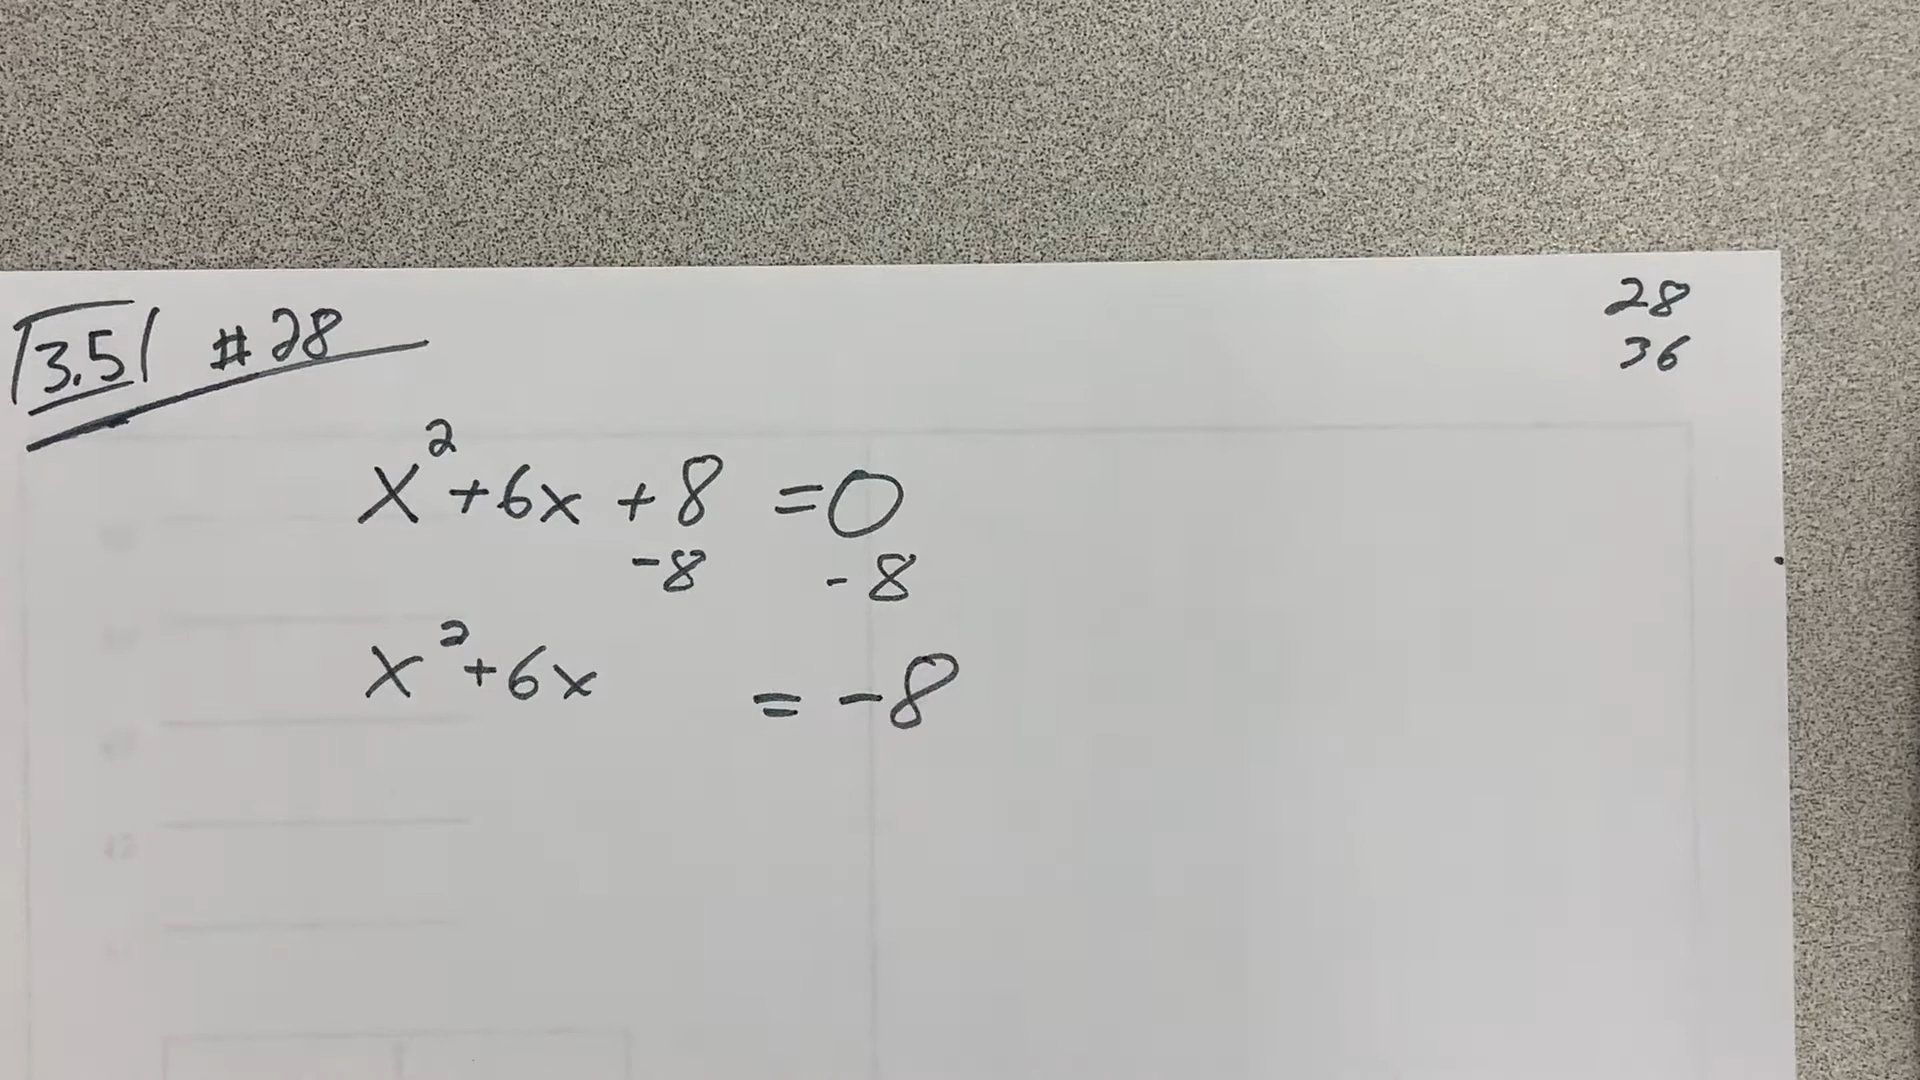 3.5 #28
28
36
x²+6x+8=0
-8 -8
x²+6x = -8